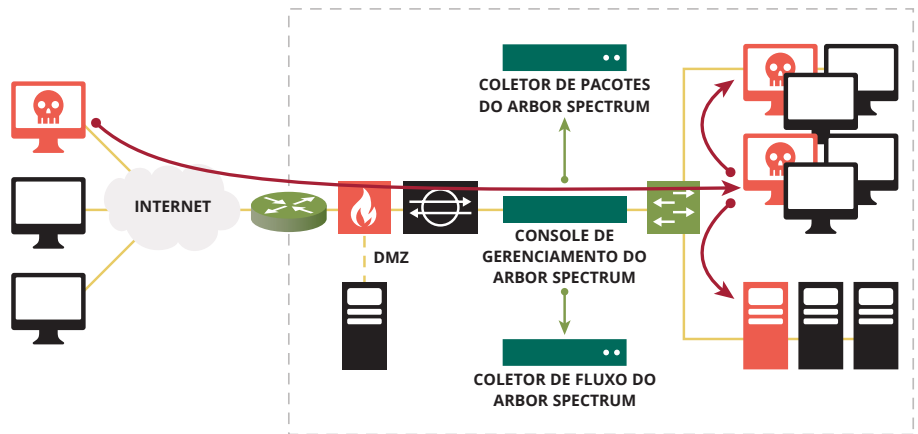 COLETOR DE PACOTES
DO ARBOR SPECTRUM
INTERNET
DMZ
CONSOLE DE
GERENCIAMENTO DO
ARBOR SPECTRUM
COLETOR DE FLUXO DO
ARBOR SPECTRUM